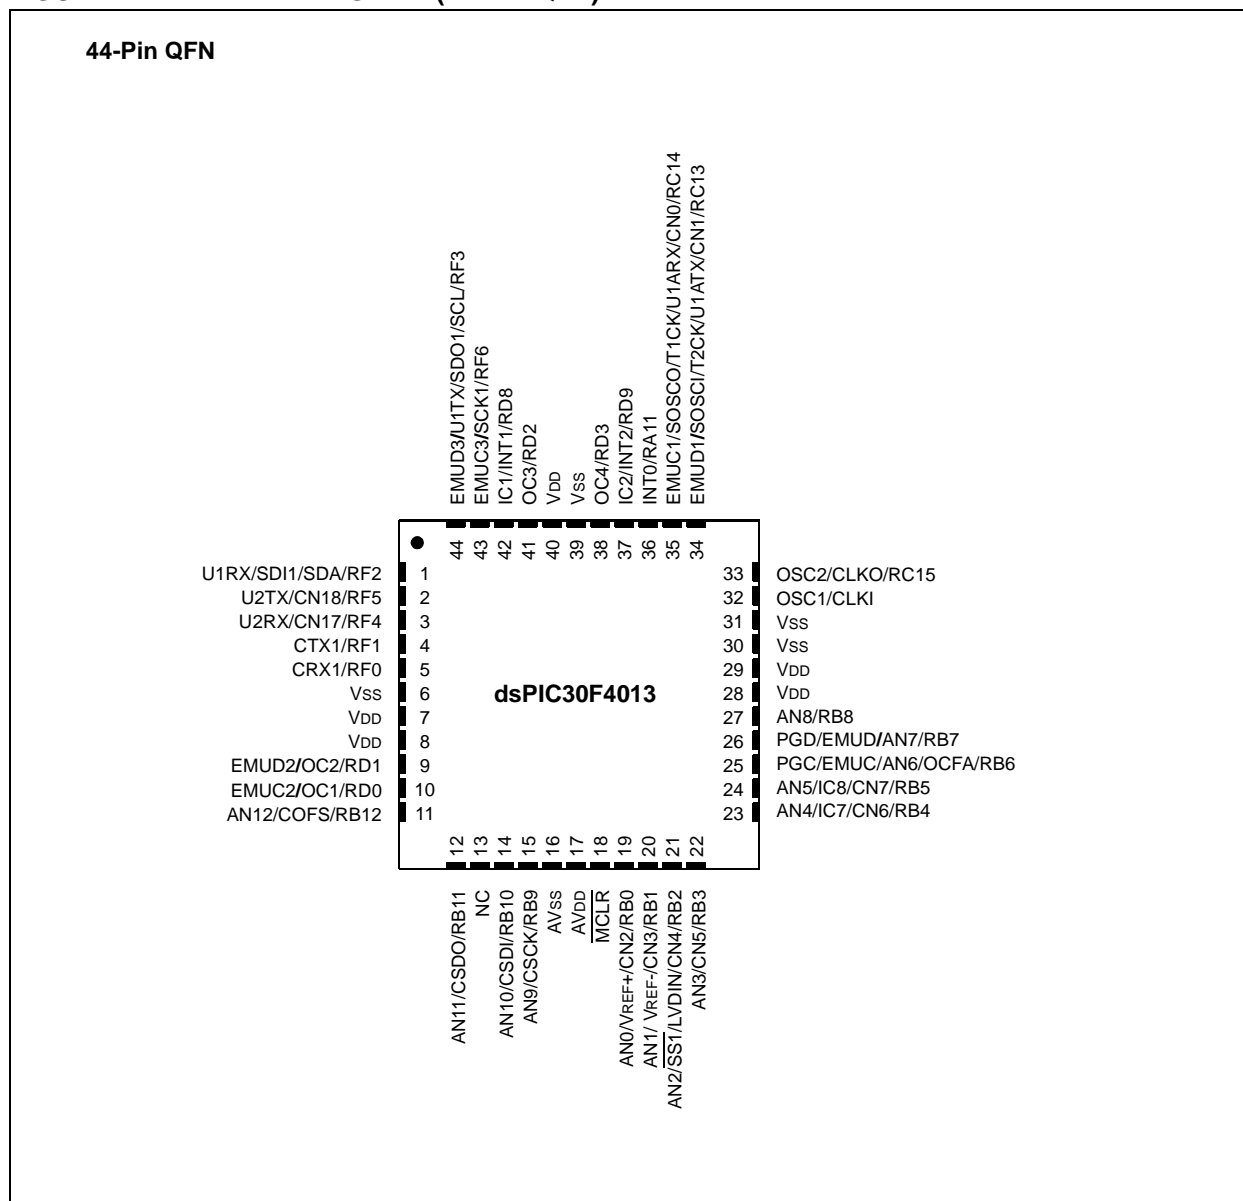 44-Pin QFN
EMUD3/U1TX/SDO1/SCL/RF3
EMUC3/SCK1/RF6
IC1/INT1/RD8
OC3/RD2
VDD
VSS
OC4/RD3
IC2/INT2/RD9
INT0/RA11
EMUC1/SOSCO/T1CK/U1ARX/CN0/RC14
EMUD1/SOSCI/T2CK/U1ATX/CN1/RC13
44 43 42 41 40 39 38 37 36 35 34
U1RX/SDI1/SDA/RF2 1
U2TX/CN18/RF5 2
U2RX/CN17/RF4 3
CTX1/RF1 4
CRX1/RF0 5
VSS 6
VDD 7
VDD 8
EMUD2/OC2/RD1 9
EMUC2/OC1/RD0 10
AN12/COFS/RB12 11
dsPIC30F4013
33 OSC2/CLKO/RC15
32 OSC1/CLKI
31 VSS
30 VSS
29 VDD
28 VDD
27 AN8/RB8
26 PGD/EMUD/AN7/RB7
25 PGC/EMUC/AN6/OCFA/RB6
24 AN5/IC8/CN7/RB5
23 AN4/IC7/CN6/RB4
12 13 14 15 16 17 18 19 20 21 22
AN11/CSDO/RB11
NC
AN10/CSDI/RB10
AN9/CSCK/RB9
AVSS
AVDD
MCLR
AN0/VREF+/CN2/RB0
AN1/ VREF-/CN3/RB1
AN2/SS1/LVDIN/CN4/RB2
AN3/CN5/RB3